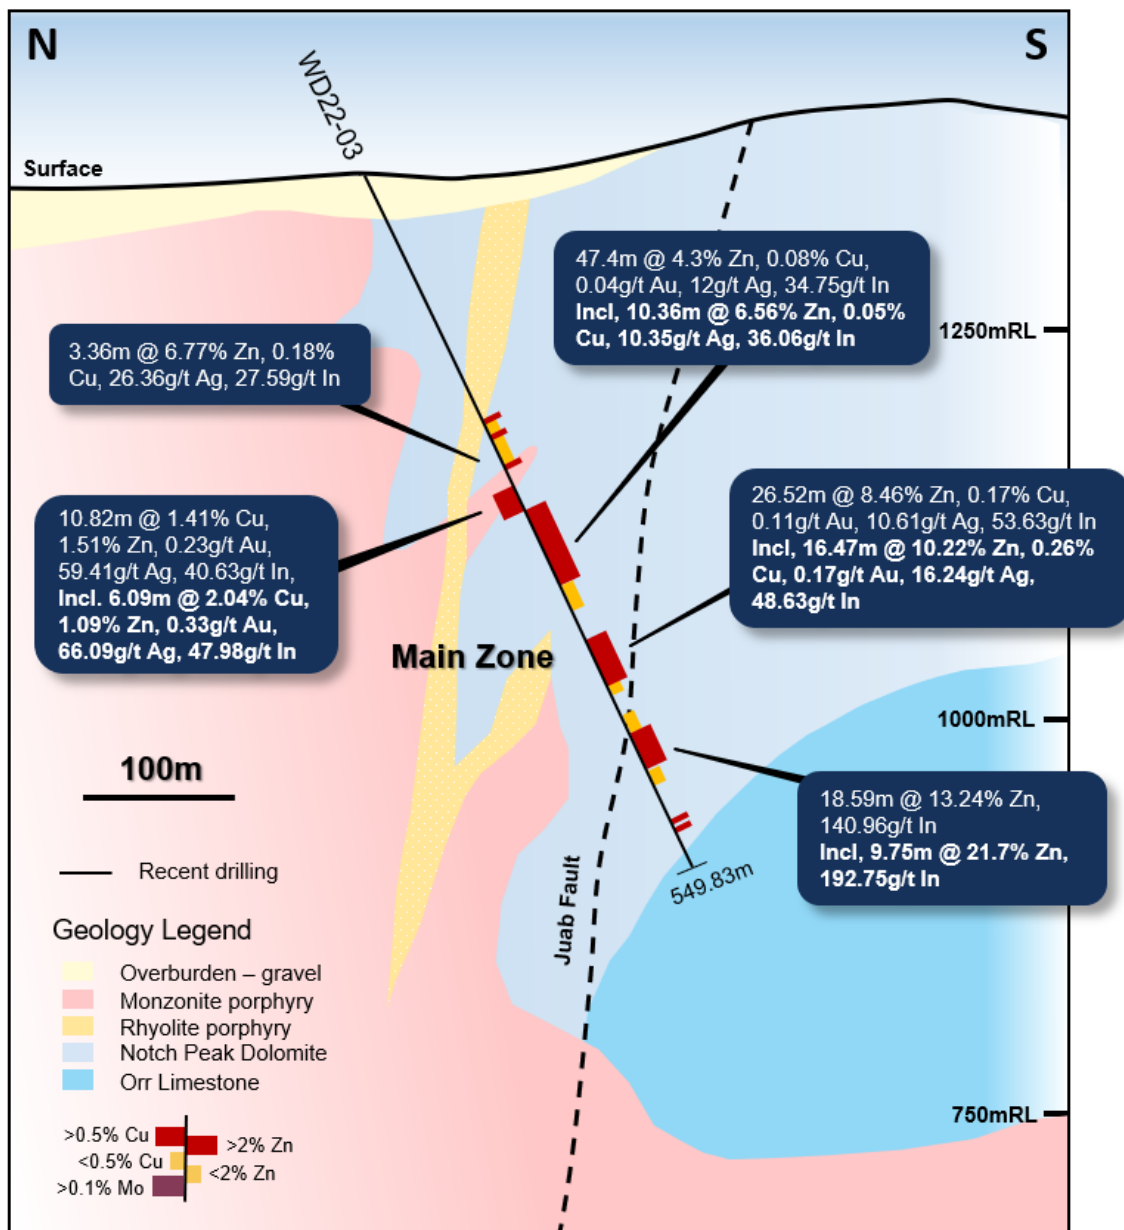 N
S
WD22-03
Surface
47.4m @ 4.3% Zn, 0.08% Cu,
0.04g/t Au, 12g/t Ag, 34.75g/t In
Incl, 10.36m @ 6.56% Zn, 0.05%
Cu, 10.35g/t Ag, 36.06g/t In
1250mRL
3.36m @ 6.77% Zn, 0.18%
Cu, 26.36g/t Ag, 27.59g/t In
26.52m @ 8.46% Zn, 0.17% Cu,
0.11g/t Au, 10.61g/t Ag, 53.63g/t In
Incl, 16.47m @ 10.22% Zn, 0.26%
Cu, 0.17g/t Au, 16.24g/t Ag,
48.63g/t In
10.82m @ 1.41% Cu,
1.51% Zn, 0.23g/t Au,
59.41g/t Ag, 40.63g/t In,
Incl. 6.09m @ 2.04% Cu,
1.09% Zn, 0.33g/t Au,
66.09g/t Ag, 47.98g/t In
Main Zone
1000mRL
100m
18.59m @ 13.24% Zn,
140.96g/t In
Incl, 9.75m @ 21.7% Zn,
192.75g/t In
549.83m
Juab Fault
Recent drilling
Geology Legend
Overburden – gravel
Monzonite porphyry
Rhyolite porphyry
Notch Peak Dolomite
Orr Limestone
750mRL
>0.5% Cu
>2% Zn
<0.5% Cu
<2% Zn
>0.1% Mo